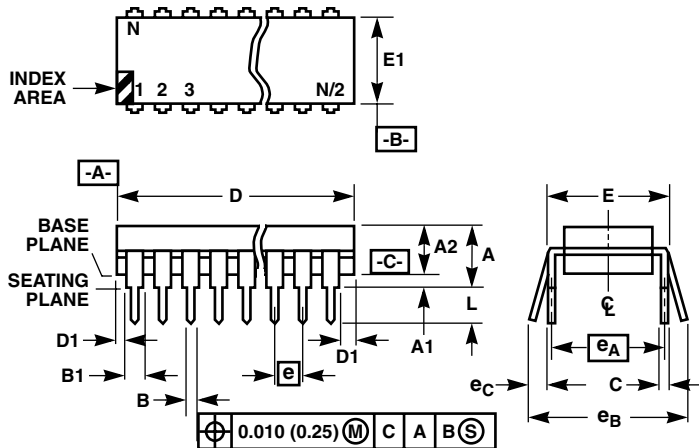 N
INDEX
AREA
1 2 3 N/2
E1
-B-
-A-
D
E
BASE
PLANE
A2
A
-C-
SEATING
PLANE
L
C
L
D1
B1
A1
D1
e
eA
B
eC
C
eB
0.010 (0.25) M C A B S